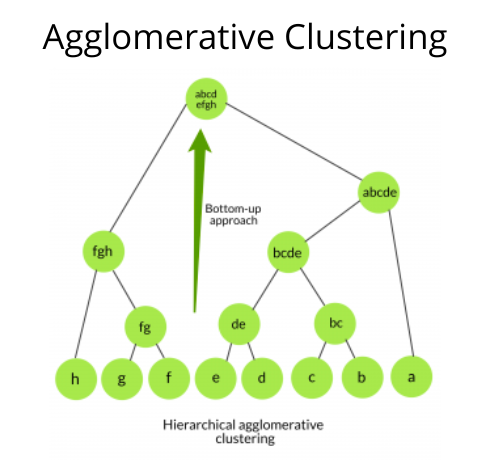 Agglomerative Clustering
abcd
efgh
abcde
Bottom-up
approach
fgh
bcde
fg
de
bc
h
g
f
e
d
c
b
a
Hierarchical agglomerative
clustering